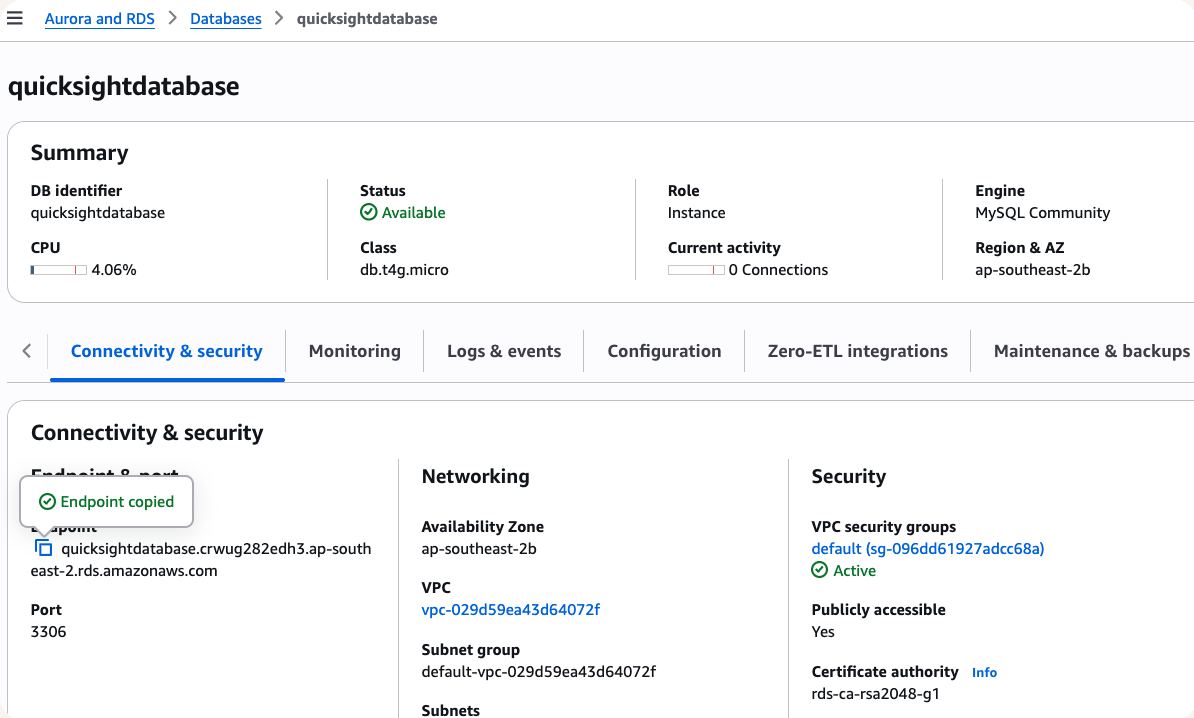 Aurora and RDS > Databases > quicksightdatabase
quicksightdatabase
Summary
DB identifier
quicksightdatabase
CPU
4.06%
Status
Available
Class
db.t4g.micro
Role
Instance
Current activity
0 Connections
Engine
MySQL Community
Region & AZ
ap-southeast-2b
Connectivity & security
Monitoring
Logs & events
Configuration
Zero-ETL integrations
Maintenance & backups
Connectivity & security
Endpoint & port
Endpoint copied
Endpoint
quicksightdatabase.crwug282edh3.ap-south
east-2.rds.amazonaws.com
Port
3306
Networking
Availability Zone
ap-southeast-2b
VPC
vpc-029d59ea43d64072f
Subnet group
default-vpc-029d59ea43d64072f
Subnets
Security
VPC security groups
default (sg-096dd61927adcc68a)
Active
Publicly accessible
Yes
Certificate authority Info
rds-ca-rsa2048-g1